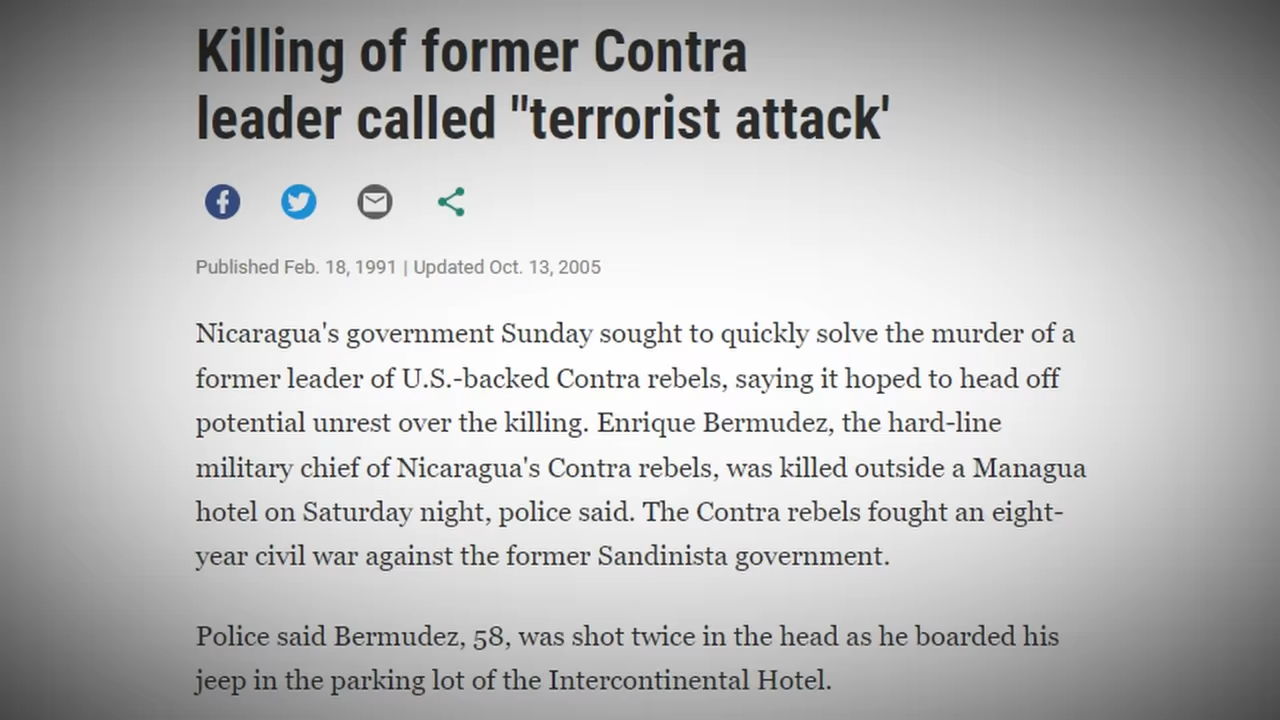 Killing of former Contra
leader called "terrorist attack'
Published Feb. 18, 1991 | Updated Oct. 13, 2005
Nicaragua's government Sunday sought to quickly solve the murder of a
former leader of U.S.-backed Contra rebels, saying it hoped to head off
potential unrest over the killing. Enrique Bermudez, the hard-line
military chief of Nicaragua's Contra rebels, was killed outside a Managua
hotel on Saturday night, police said. The Contra rebels fought an eight-
year civil war against the former Sandinista government.
Police said Bermudez, 58, was shot twice in the head as he boarded his
jeep in the parking lot of the Intercontinental Hotel.